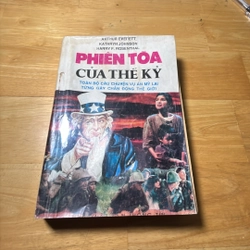 ARTHUR EVERETT
KATHRYN JOHNSON
HARRY F. ROSENTHAL
PHIÊN TÒA
CỦA THẾ KỶ
TOÀN BỘ CÂU CHUYỆN VỤ ÁN MỸ LAI
TỪNG GÂY CHẤN ĐỘNG THẾ GIỚI